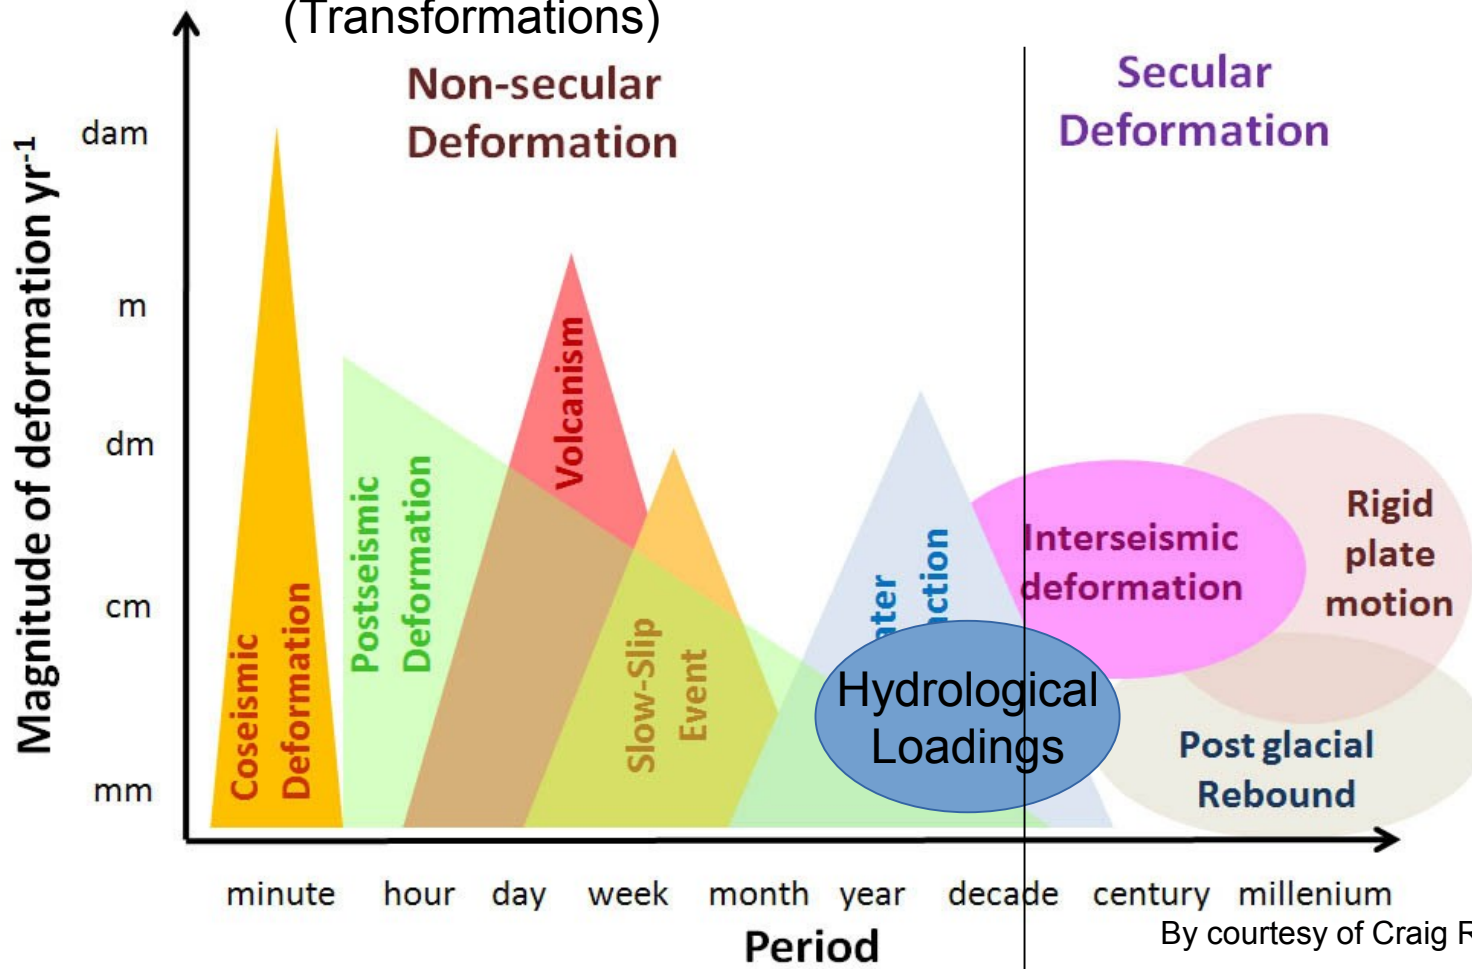 (Transformations)
Non-secular
Deformation
Secular
Deformation
Magnitude of deformation yr-1
dam
m
dm
cm
mm
Coseismic
Deformation
Postseismic
Deformation
Volcanism
Slow-Slip
Event
Hydrological
Loadings
Interseismic
deformation
Rigid
plate
motion
Post glacial
Rebound
minute hour day week month year decade century millenium
Period
By courtesy of Craig